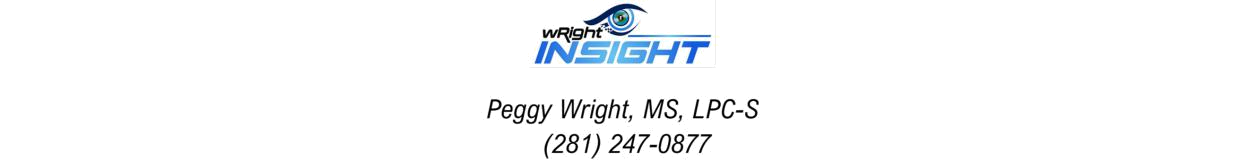 wRight
INSIGHT
Peggy Wright, MS, LPC-S
(281) 247-0877